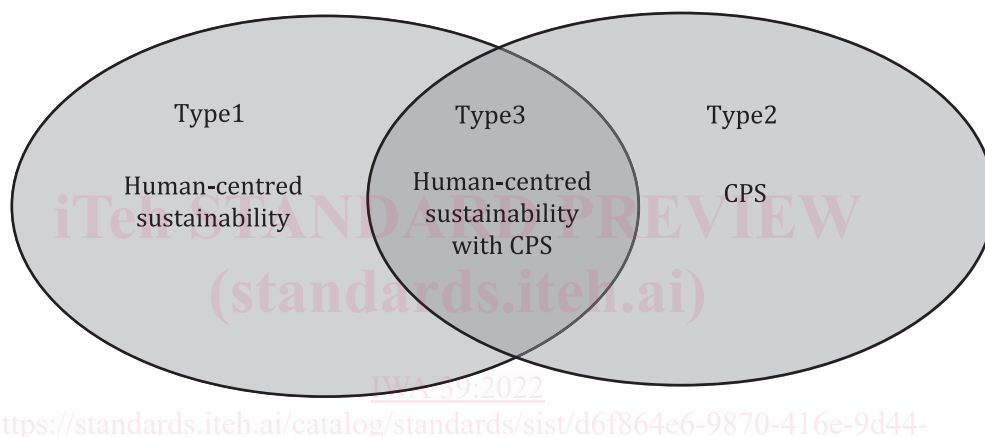 Type1
Human-centred
sustainability
Type3
Human-centred
sustainability
with CPS
Type2
CPS
iTeh STANDARD PREVIEW
(standards.iteh.ai)
IWA 39:2022
ttps://standards.iteh.ai/catalog/standards/sist/d6f864e6-9870-416e-9d44-